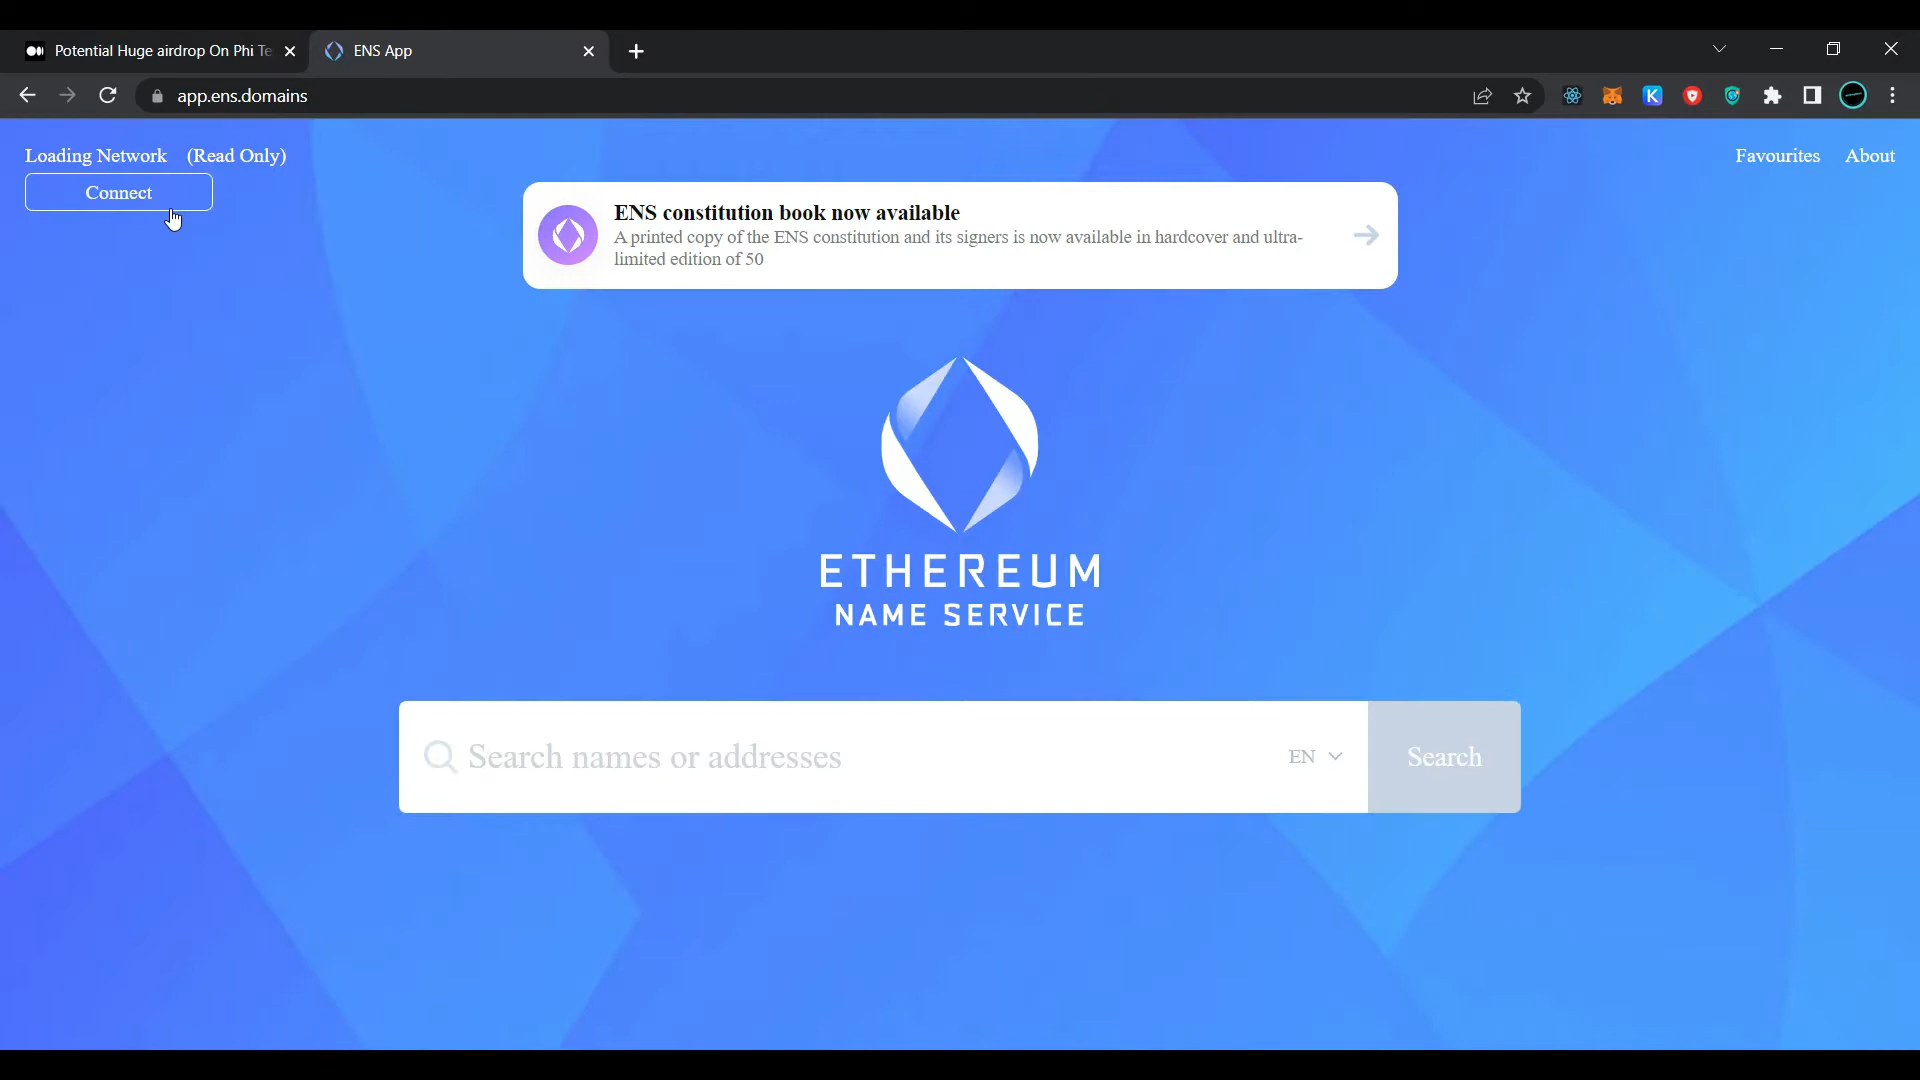 Potential Huge airdrop On Phi Te
ENS App
app.ens.domains
K
Loading Network (Read Only)
Favourites About
Connect
ENS constitution book now available
A printed copy of the ENS constitution and its signers is now available in hardcover and ultra-
limited edition of 50
ETHEREUM
NAME SERVICE
Search names or addresses
EN
Search